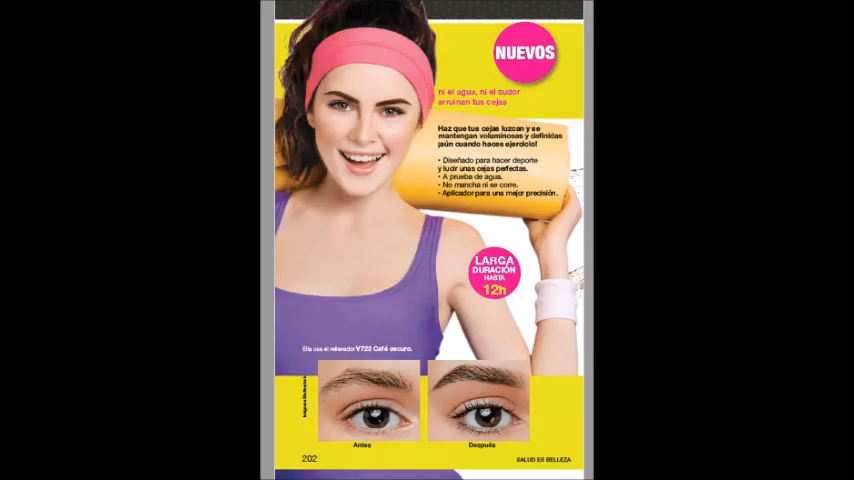 NUEVOS
ni el agua, ni el sudor
arruinan tus cejas
Haz que tus cejas luzcan y se
mantengan voluminosas y definidas
¡aún cuando haces ejercicio!
• Diseñado para hacer deporte
y lucir unas cejas perfectas.
• A prueba de agua.
• No mancha ni se corre.
• Aplicador para una mejor precisión.
LARGA
DURACIÓN
HASTA
12h
Ella usa el rellenador V723 Café oscuro.
Antes
Después
202
SALUD ES BELLEZA